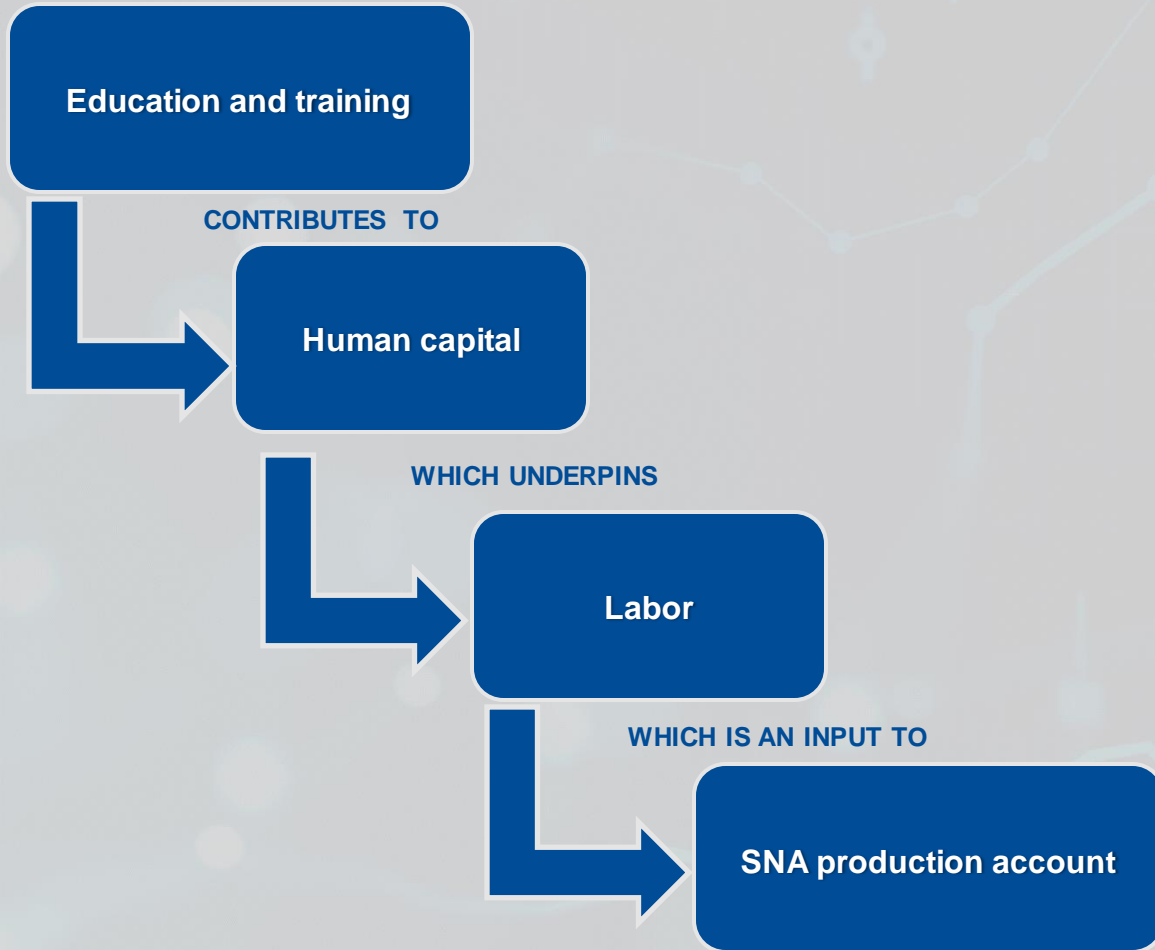 Education and training
CONTRIBUTES TO
Human capital
WHICH UNDERPINS
Labor
WHICH IS AN INPUT TO
SNA production account